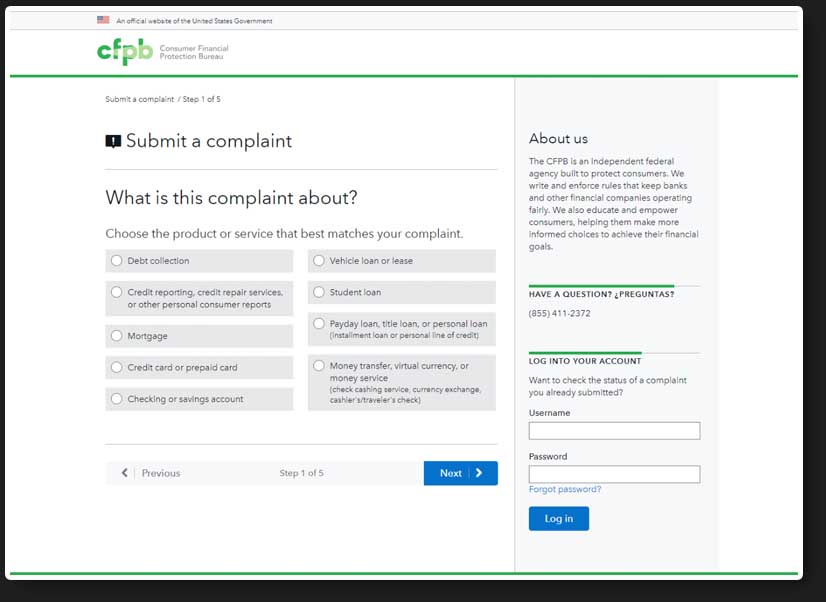 An official website of the United States Government
cfpb
Consumer Financial
Protection Bureau
Submit a complaint / Step 1 of 5
Submit a complaint
What is this complaint about?
Choose the product or service that best matches your complaint.
Debt collection
Credit reporting, credit repair services,
or other personal consumer reports
Mortgage
Credit card or prepaid card
Checking or savings account
Vehicle loan or lease
Student loan
Payday loan, title loan, or personal loan
(installment loan or personal line of credit)
Money transfer, virtual currency, or
money service
(check cashing service, currency exchange,
cashier's/traveler's check)
Previous
Step 1 of 5
Next
About us
The CFPB is an independent federal
agency built to protect consumers. We
write and enforce rules that keep banks
and other financial companies operating
fairly. We also educate and empower
consumers, helping them make more
informed choices to achieve their financial
goals.
HAVE A QUESTION? ¿PREGUNTAS?
(855) 411-2372
LOG INTO YOUR ACCOUNT
Want to check the status of a complaint
you already submitted?
Username
Password
Forgot password?
Log in